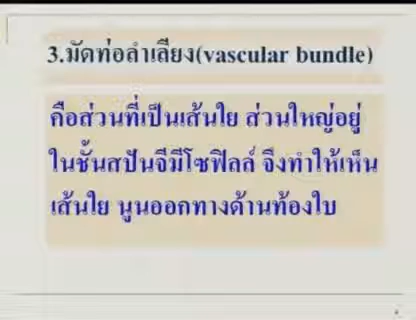 3.มัดท่อลำเลียง(vascular bundle)
คือส่วนที่เป็นเส้นใย ส่วนใหญ่อยู่
ในชั้นสปันจีมีโซฟิลล์ จึงทำให้เห็น
เส้นใย นูนออกทางด้านท้องใบ